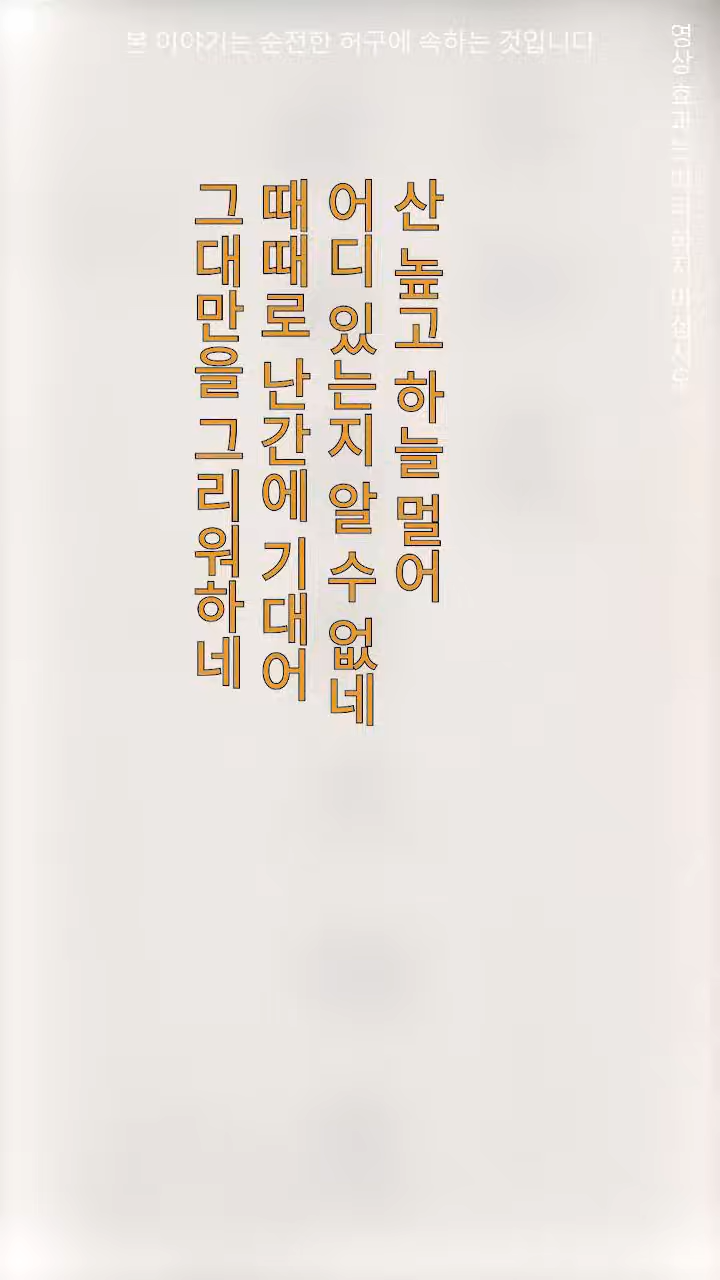 본 이야기는 순전한 허구에 속하는 것입니다
영상 효과는
산 높고 하늘 멀어
어디 있는지 알 수 없네
때때로 난간에 기대어
그대만을 그리워하네